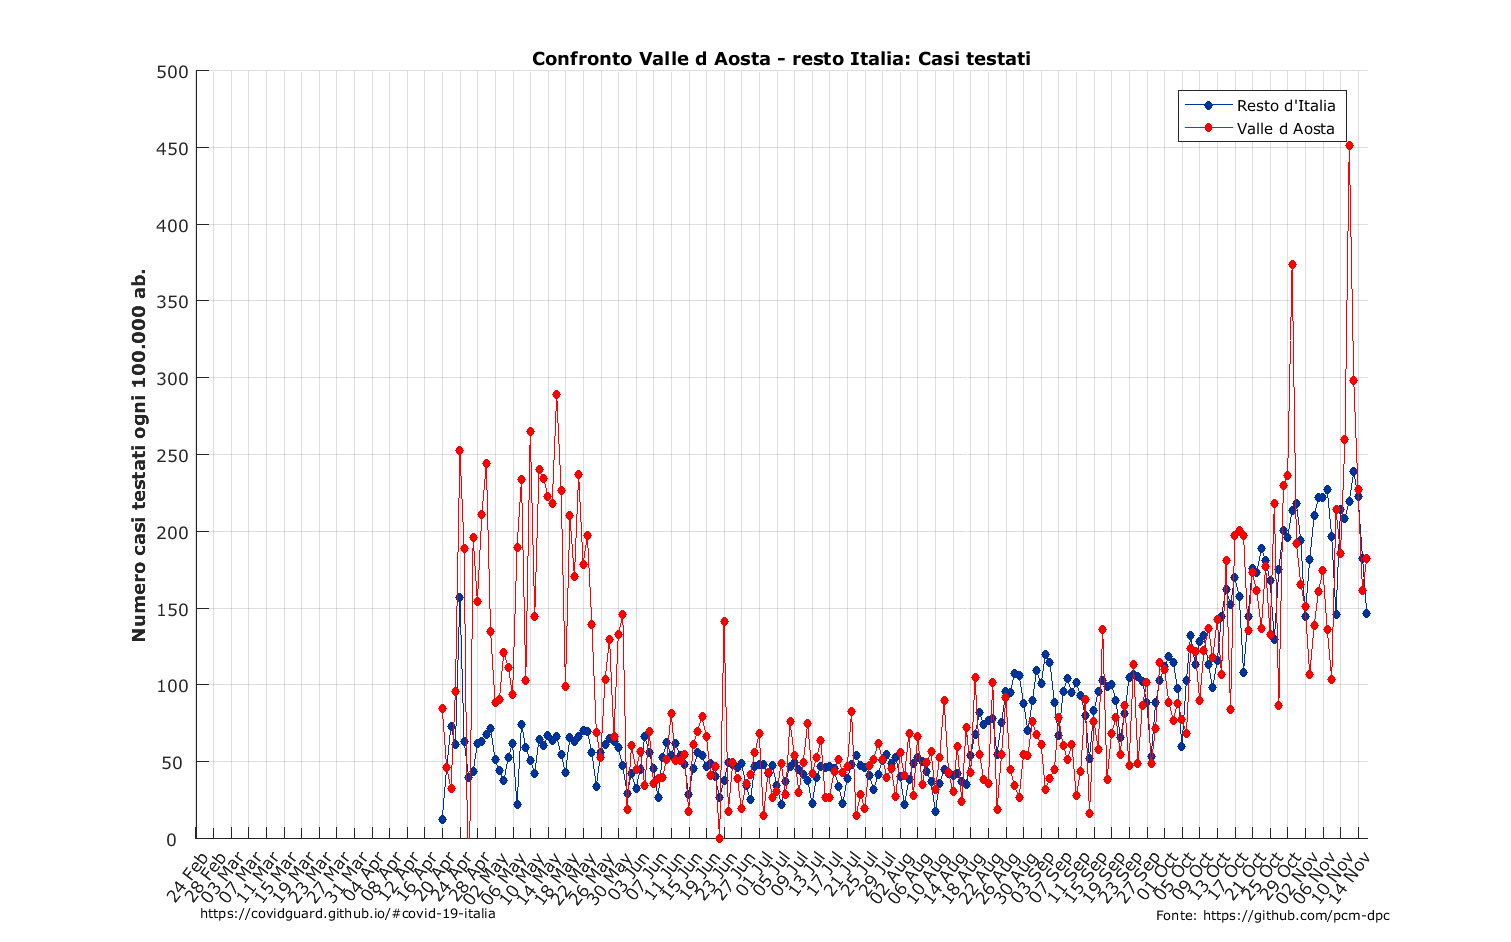 Confronto Valle d Aosta - resto Italia: Casi testati
Resto d'Italia
Valle d Aosta
Numero casi testati ogni 100.000 ab.
500
450
400
350
300
250
200
150
100
50
0
24 Feb
28 Feb
03 Mar
07 Mar
11 Mar
15 Mar
19 Mar
23 Mar
27 Mar
31 Mar
04 Apr
08 Apr
12 Apr
16 Apr
20 Apr
24 Apr
28 Apr
02 May
06 May
10 May
14 May
18 May
22 May
26 May
30 May
03 Jun
07 Jun
11 Jun
15 Jun
19 Jun
23 Jun
27 Jun
01 Jul
05 Jul
09 Jul
13 Jul
17 Jul
21 Jul
25 Jul
29 Jul
02 Aug
06 Aug
10 Aug
14 Aug
18 Aug
22 Aug
26 Aug
30 Aug
03 Sep
07 Sep
11 Sep
15 Sep
19 Sep
23 Sep
27 Sep
01 Oct
05 Oct
09 Oct
13 Oct
17 Oct
21 Oct
25 Oct
29 Oct
02 Nov
06 Nov
10 Nov
14 Nov
https://covidguard.github.io/#covid-19-italia
Fonte: https://github.com/pcm-dpc